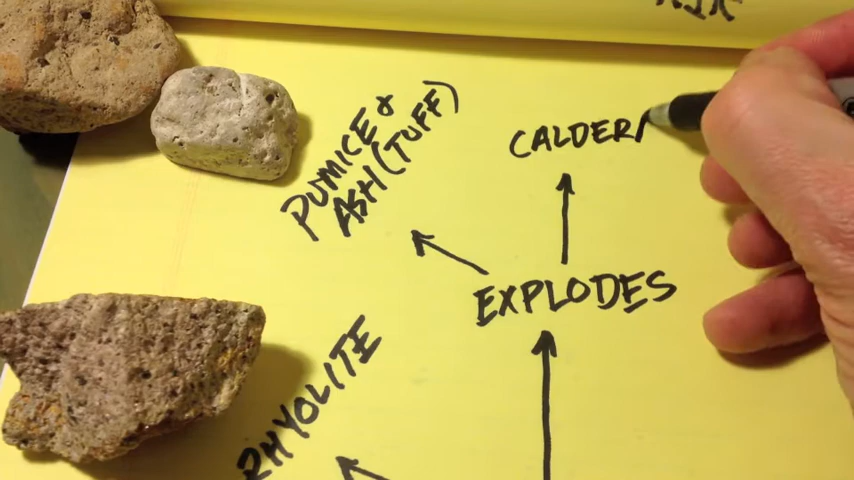 PUMICE &
ASH (TUFF)
CALDER
EXPLODES
RHYOLITE